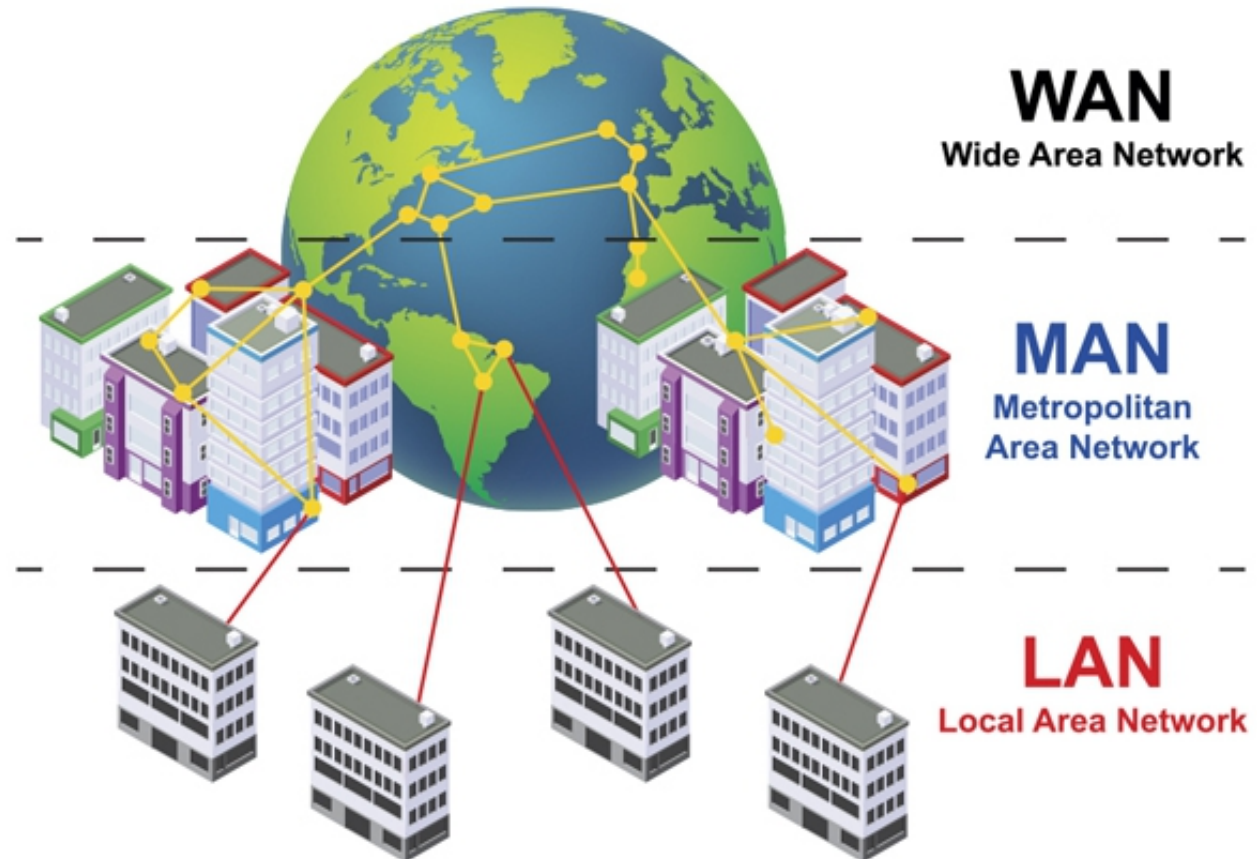 WAN
Wide Area Network
MAN
Metropolitan
Area Network
LAN
Local Area Network